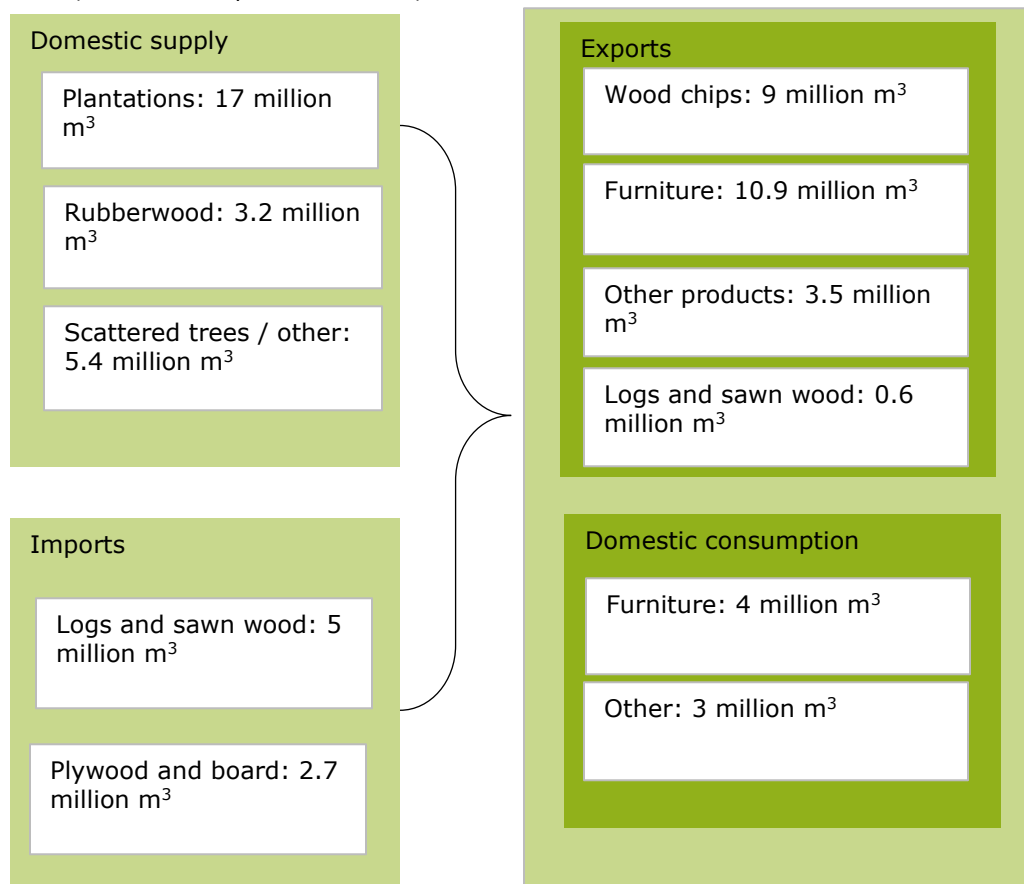 Domestic supply
Plantations: 17 million
m³
Rubberwood: 3.2 million
m³
Scattered trees / other:
5.4 million m³
Imports
Logs and sawn wood: 5
million m³
Plywood and board: 2.7
million m³
Exports
Wood chips: 9 million m³
Furniture: 10.9 million m³
Other products: 3.5 million
m³
Logs and sawn wood: 0.6
million m³
Domestic consumption
Furniture: 4 million m³
Other: 3 million m³